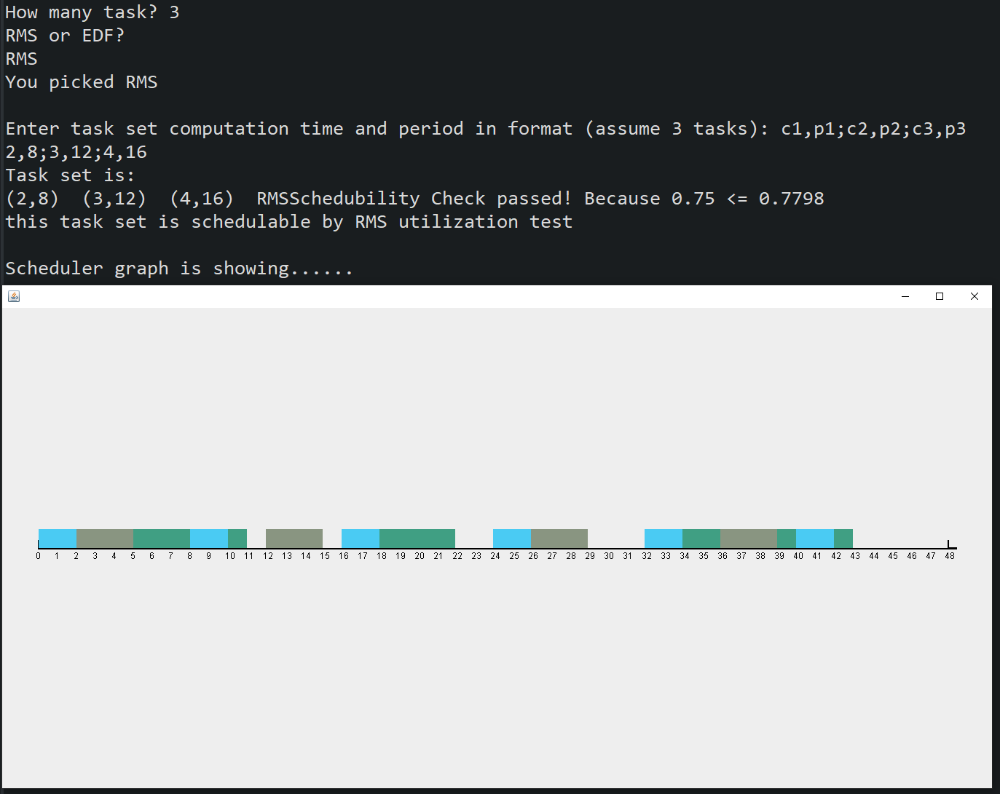 How many task? 3
RMS or EDF?
RMS
You picked RMS
Enter task set computation time and period in format (assume 3 tasks): c1,p1;c2,p2;c3,p3
2,8;3,12;4,16
Task set is:
(2,8)  (3,12)  (4,16)  RMSSchedubility Check passed! Because 0.75 <= 0.7798
this task set is schedulable by RMS utilization test
Scheduler graph is showing......
0 1 2 3 4 5 6 7 8 9 10 11 12 13 14 15 16 17 18 19 20 21 22 23 24 25 26 27 28 29 30 31 32 33 34 35 36 37 38 39 40 41 42 43 44 45 46 47 48